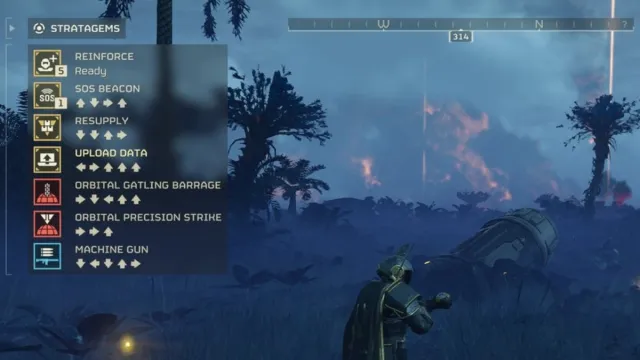 STRATAGEMS
W N ?
314
REINFORCE
5 Ready
SOS BEACON
SOS 1
RESUPPLY
UPLOAD DATA
ORBITAL GATLING BARRAGE
ORBITAL PRECISION STRIKE
MACHINE GUN